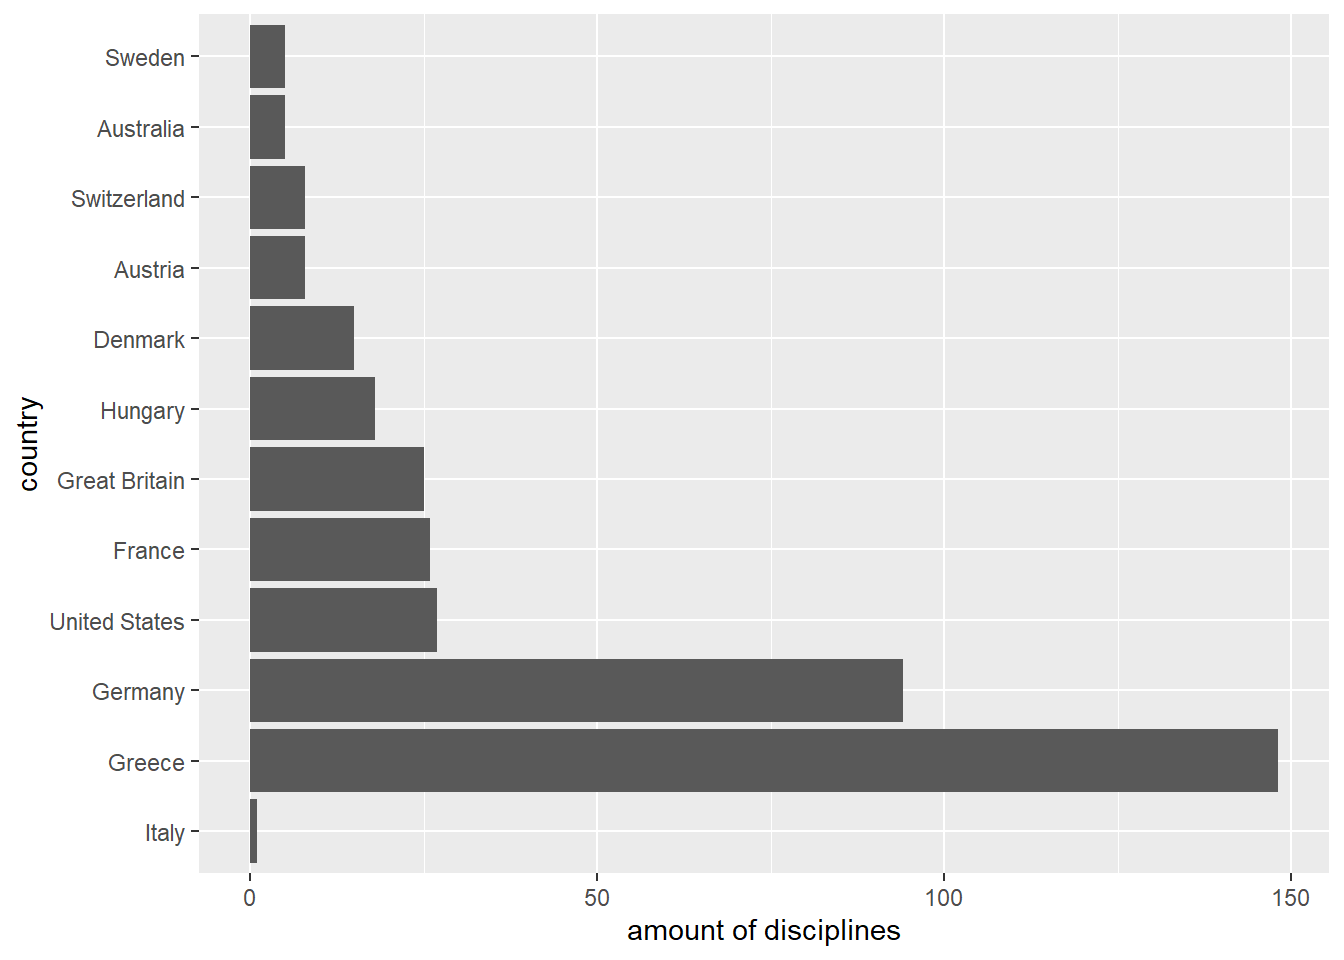 Sweden
Australia
Switzerland
Austria
Denmark
Hungary
Great Britain
France
United States
Germany
Greece
Italy
country
0 50 100 150
amount of disciplines